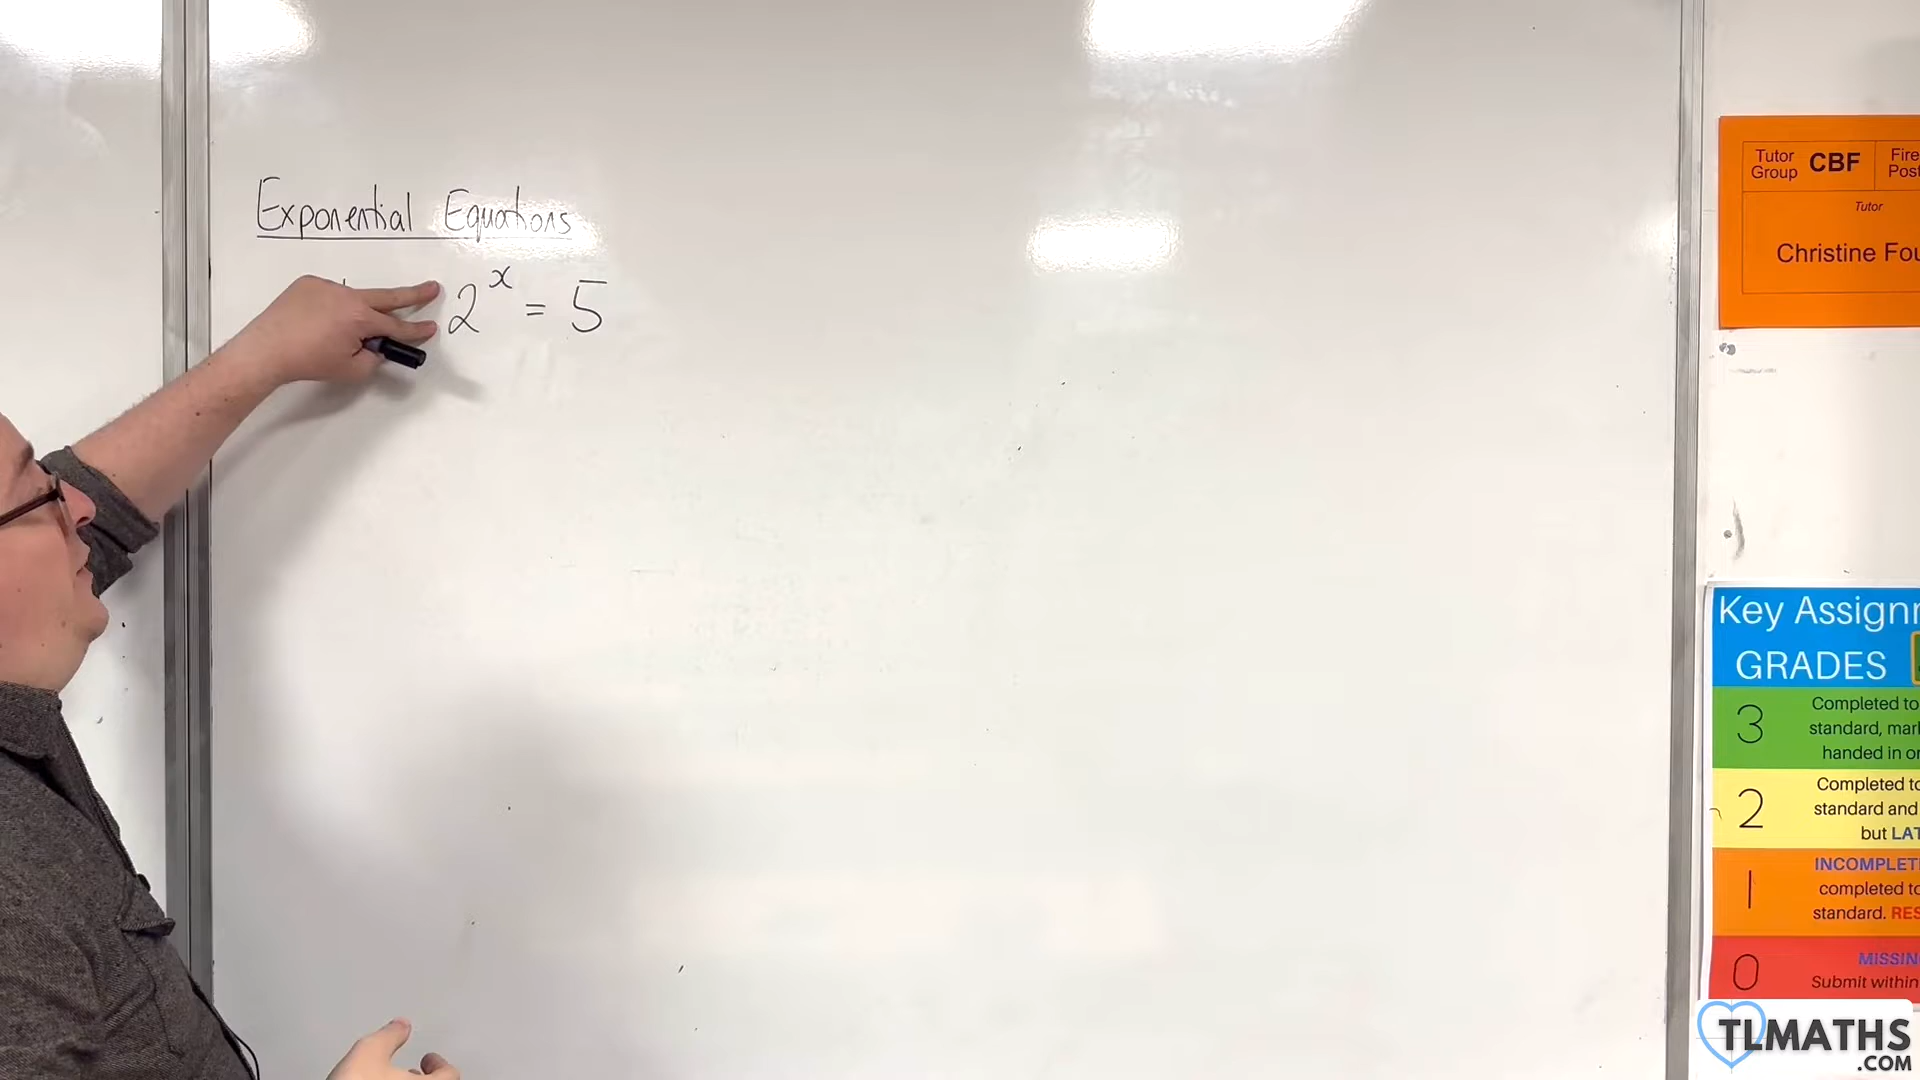 Exponential Equations
2^x = 5
Tutor Group CBF Fire
Post
Tutor
Christine Fou
Key Assignm
GRADES
3 Completed to
standard, mar
handed in on
2 Completed to
standard and
but LAT
1 INCOMPLET
completed to
standard. RES
0 MISSIN
Submit within
TLMATHS
.COM